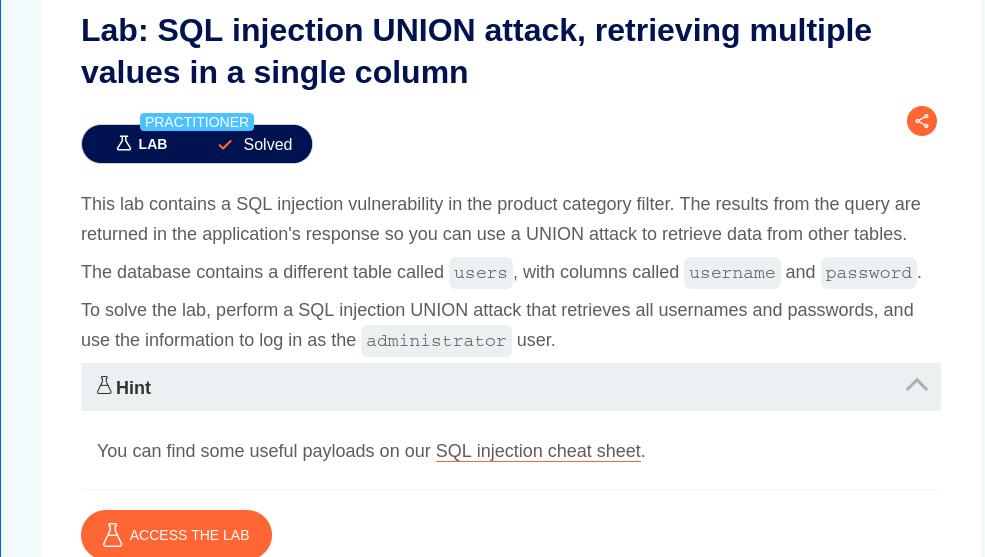 Lab: SQL injection UNION attack, retrieving multiple
values in a single column
PRACTITIONER
LAB Solved
This lab contains a SQL injection vulnerability in the product category filter. The results from the query are
returned in the application's response so you can use a UNION attack to retrieve data from other tables.
The database contains a different table called users, with columns called username and password.
To solve the lab, perform a SQL injection UNION attack that retrieves all usernames and passwords, and
use the information to log in as the administrator user.
Hint
You can find some useful payloads on our SQL injection cheat sheet.
ACCESS THE LAB